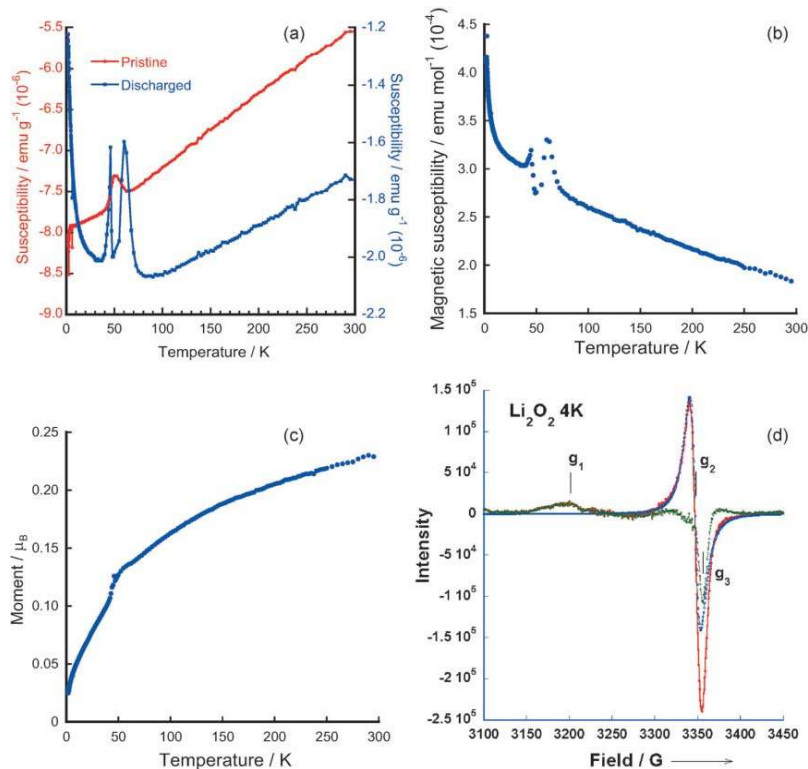 (a)
Pristine
Discharged
Susceptibility / emu g⁻¹ (10⁻⁶)
-5.5
-6.0
-6.5
-7.0
-7.5
-8.0
-8.5
-9.0
-1.2
-1.4
-1.6
-1.8
-2.0
-2.2
Susceptibility / emu g⁻¹ (10⁻⁶)
0 50 100 150 200 250 300
Temperature / K
(b)
Magnetic susceptibility / emu mol⁻¹ (10⁻⁴)
4.5
4.0
3.5
3.0
2.5
2.0
1.5
0 50 100 150 200 250 300
Temperature / K
(c)
Moment / μB
0.25
0.20
0.15
0.10
0.05
0
0 50 100 150 200 250 300
Temperature / K
(d)
Li₂O₂ 4K
g₁
g₂
g₃
Intensity
1.5 10⁵
1 10⁵
5 10⁴
0
-5 10⁴
-1 10⁵
-1.5 10⁵
-2 10⁵
-2.5 10⁵
3100 3150 3200 3250 3300 3350 3400 3450
Field / G